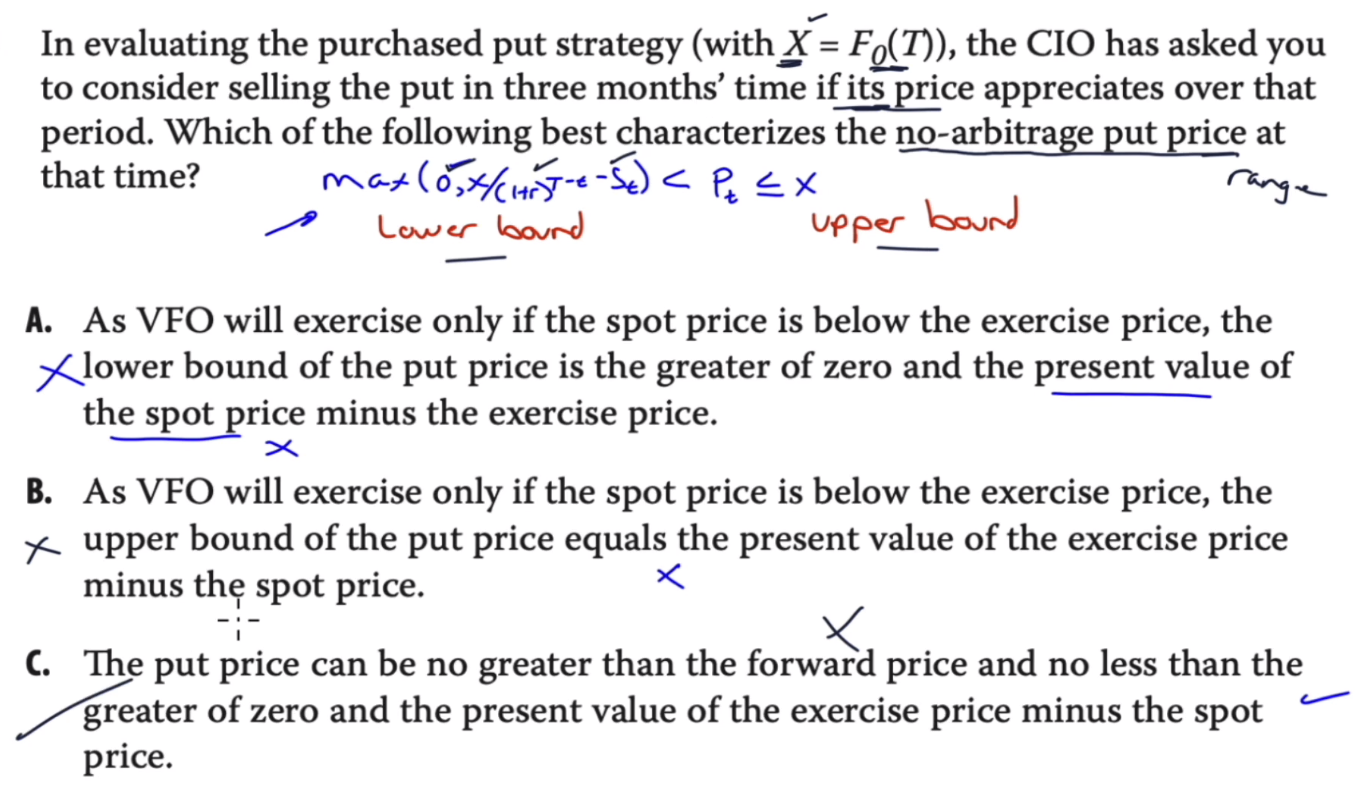 In evaluating the purchased put strategy (with X = F0(T)), the CIO has asked you
to consider selling the put in three months' time if its price appreciates over that
period. Which of the following best characterizes the no-arbitrage put price at
that time?
range
max(0, X/(1+r)^T-t - St) < Pt ≤ X
Lower bound
upper bound
A. As VFO will exercise only if the spot price is below the exercise price, the
lower bound of the put price is the greater of zero and the present value of
the spot price minus the exercise price.
B. As VFO will exercise only if the spot price is below the exercise price, the
upper bound of the put price equals the present value of the exercise price
minus the spot price.
X
C. The put price can be no greater than the forward price and no less than the
greater of zero and the present value of the exercise price minus the spot
price.